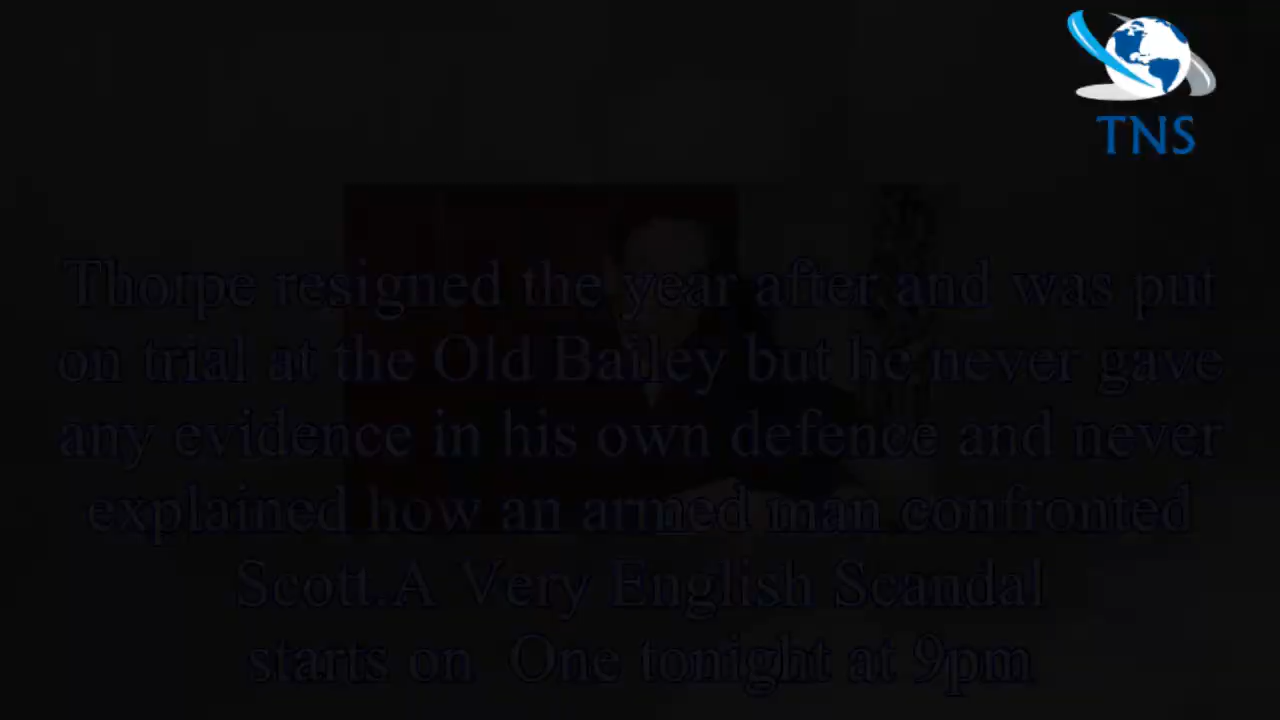 TNS
Thorpe resigned the year after and was put
on trial at the Old Bailey but he never gave
any evidence in his own defence and never
explained how an armed man confronted
Scott.A Very English Scandal
starts on One tonight at 9pm